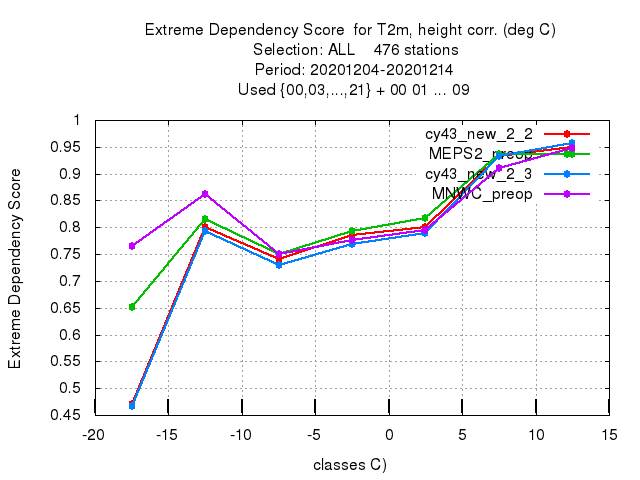 Extreme Dependency Score  for T2m, height corr. (deg C)
Selection: ALL    476 stations
Period: 20201204-20201214
Used {00,03,...,21} + 00 01 ... 09
1
0.95
0.9
0.85
0.8
0.75
0.7
0.65
0.6
0.55
0.5
0.45
Extreme Dependency Score
cy43_new_2_2
MEPS2_preop
cy43_new_2_3
MNWC_preop
-20 -15 -10 -5 0 5 10 15
classes C)